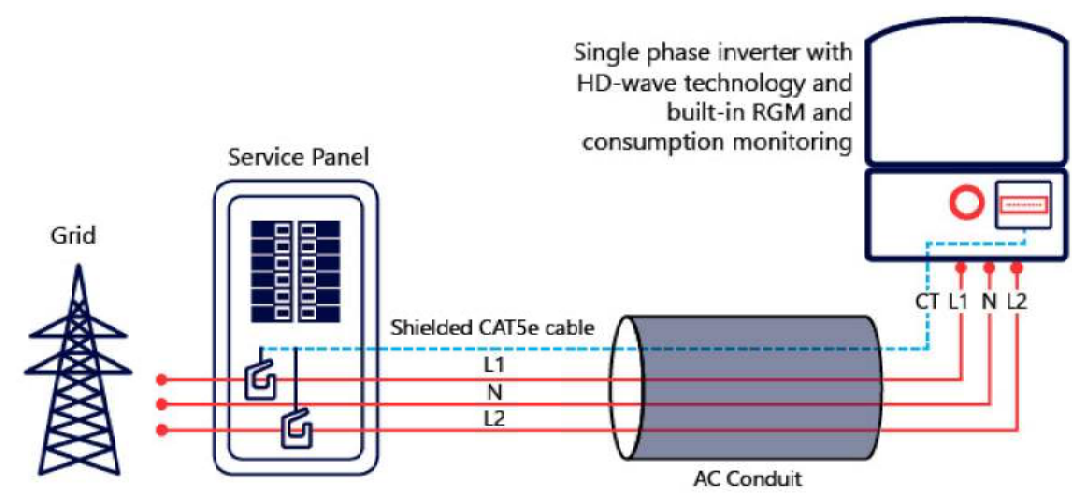 Single phase inverter with
HD-wave technology and
built-in RGM and
consumption monitoring
Service Panel
Grid
CT L1 N L2
Shielded CAT5e cable
L1
N
L2
AC Conduit